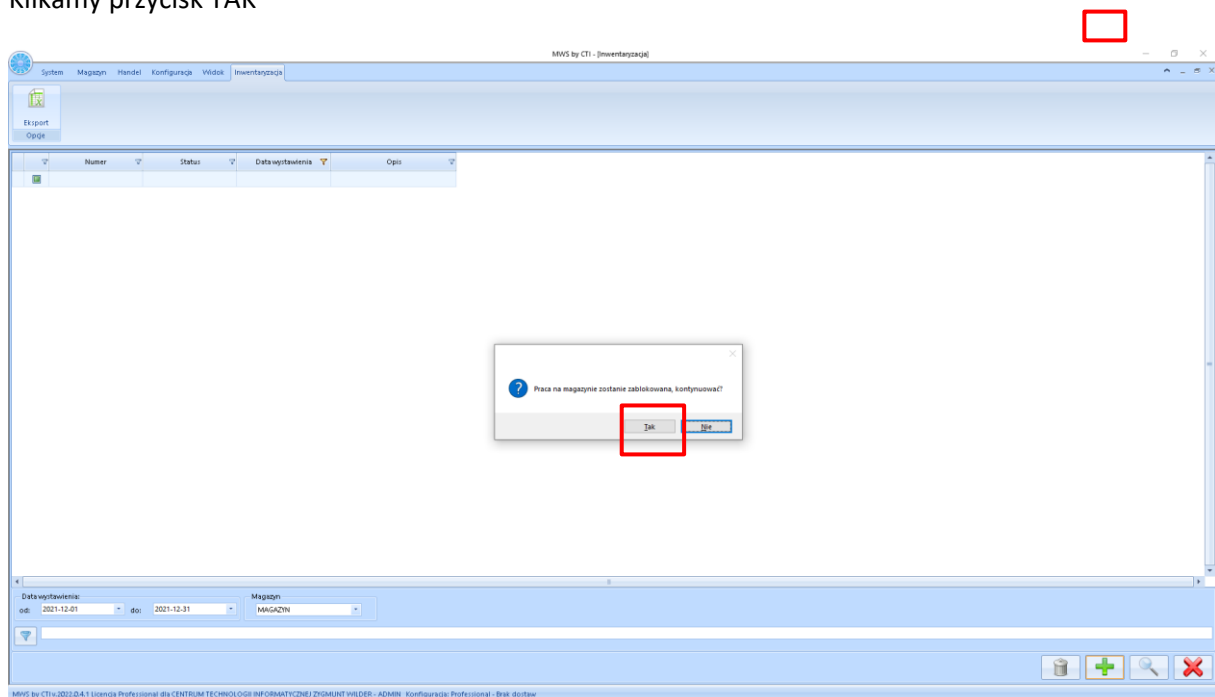 Klikamy przycisk TAK
MWS by CTI - [Inwentaryzacja]
System Magazyn Handel Konfiguracja Widok Inwentaryzacja
Eksport
Opcje
Numer Status Data wystawienia Opis
Praca na magazynie zostanie zablokowana, kontynuować?
Tak Nie
Data wystawienia: Magazyn
od: 2021-12-01 do: 2021-12-31 MAGAZYN
MWS by CTI v.2022.0.4.1 Licencja Professional dla CENTRUM TECHNOLOGII INFORMATYCZNEJ ZYGMUNT WILDER - ADMIN Konfiguracja: Professional - Brak dostaw